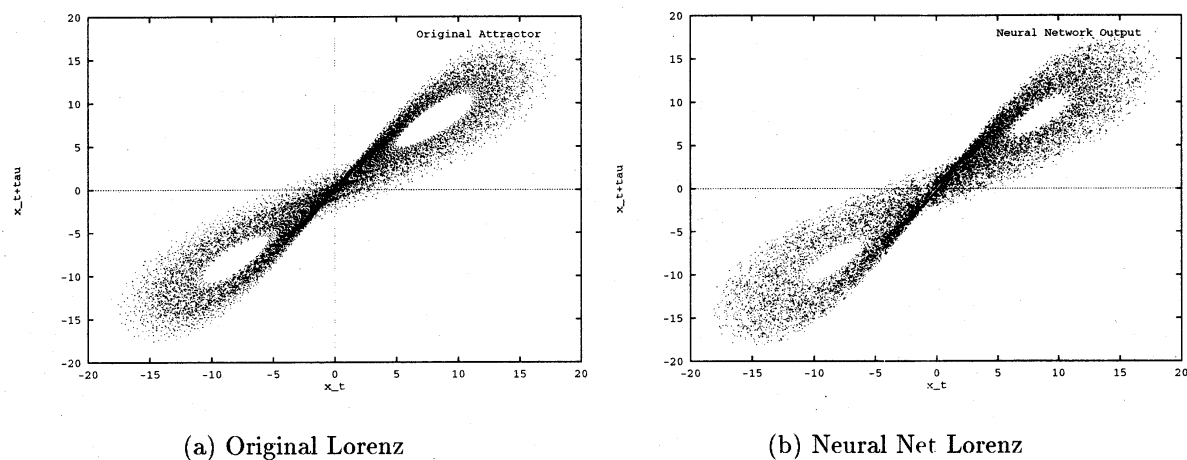 Original Attractor
20
15
10
5
0
-5
-10
-15
-20
x_t+tau
-20 -15 -10 -5 0 5 10 15 20
x_t
(a) Original Lorenz
Neural Network Output
20
15
10
5
0
-5
-10
-15
-20
x_t+tau
-20 -15 -10 -5 0 5 10 15 20
x_t
(b) Neural Net Lorenz